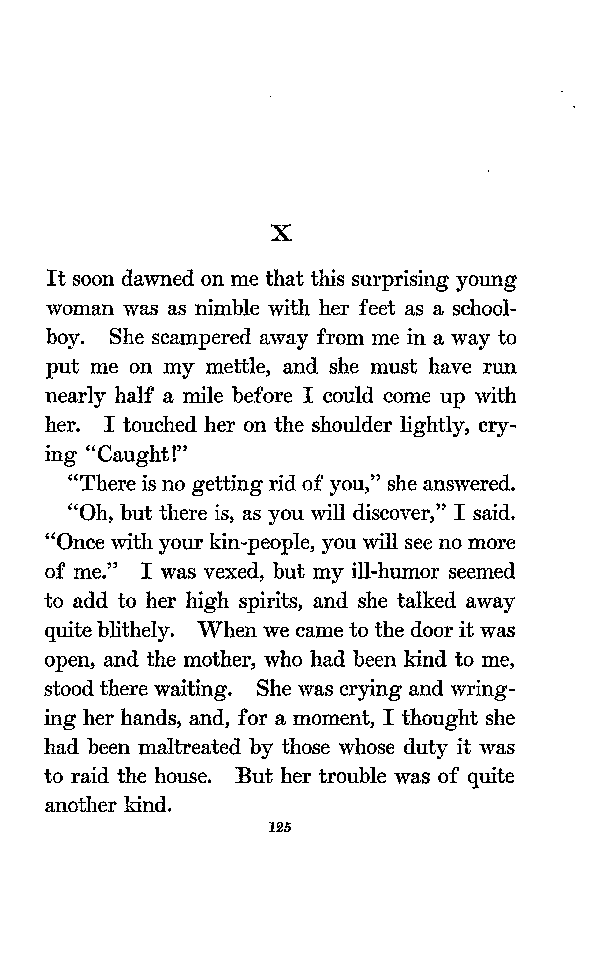 X
It soon dawned on me that this surprising young
woman was as nimble with her feet as a school-
boy. She scampered away from me in a way to
put me on my mettle, and she must have run
nearly half a mile before I could come up with
her. I touched her on the shoulder lightly, cry-
ing “Caught!”
“There is no getting rid of you,” she answered.
“Oh, but there is, as you will discover,” I said.
“Once with your kin-people, you will see no more
of me.” I was vexed, but my ill-humor seemed
to add to her high spirits, and she talked away
quite blithely. When we came to the door it was
open, and the mother, who had been kind to me,
stood there waiting. She was crying and wring-
ing her hands, and, for a moment, I thought she
had been maltreated by those whose duty it was
to raid the house. But her trouble was of quite
another kind.
125